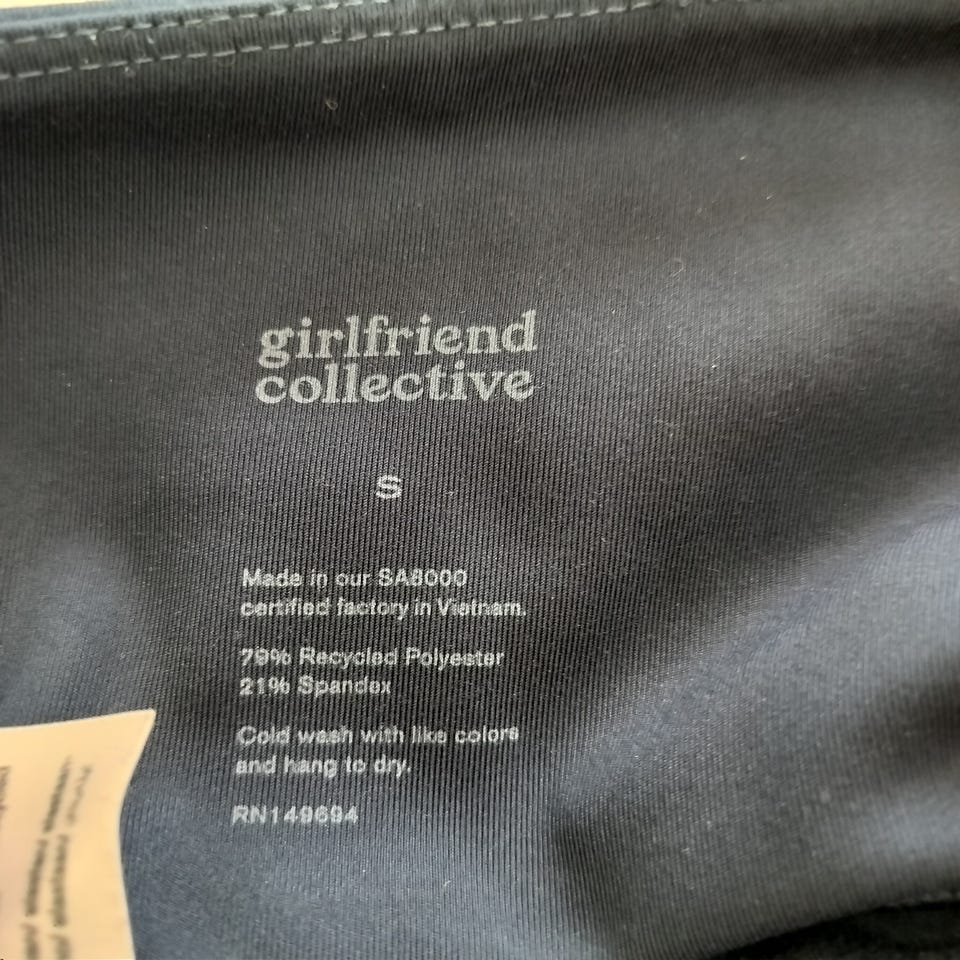 girlfriend
collective
S
Made in our SA8000
certified factory in Vietnam.
79% Recycled Polyester
21% Spandex
Cold wash with like colors
and hang to dry.
RN149694